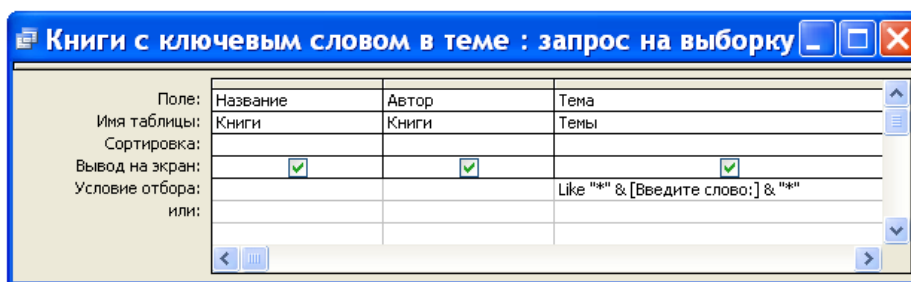 Книги с ключевым словом в теме : запрос на выборку
Поле: Название Автор Тема
Имя таблицы: Книги Книги Темы
Сортировка:
Вывод на экран:
Условие отбора: Like "*" & [Введите слово:] & "*"
или: